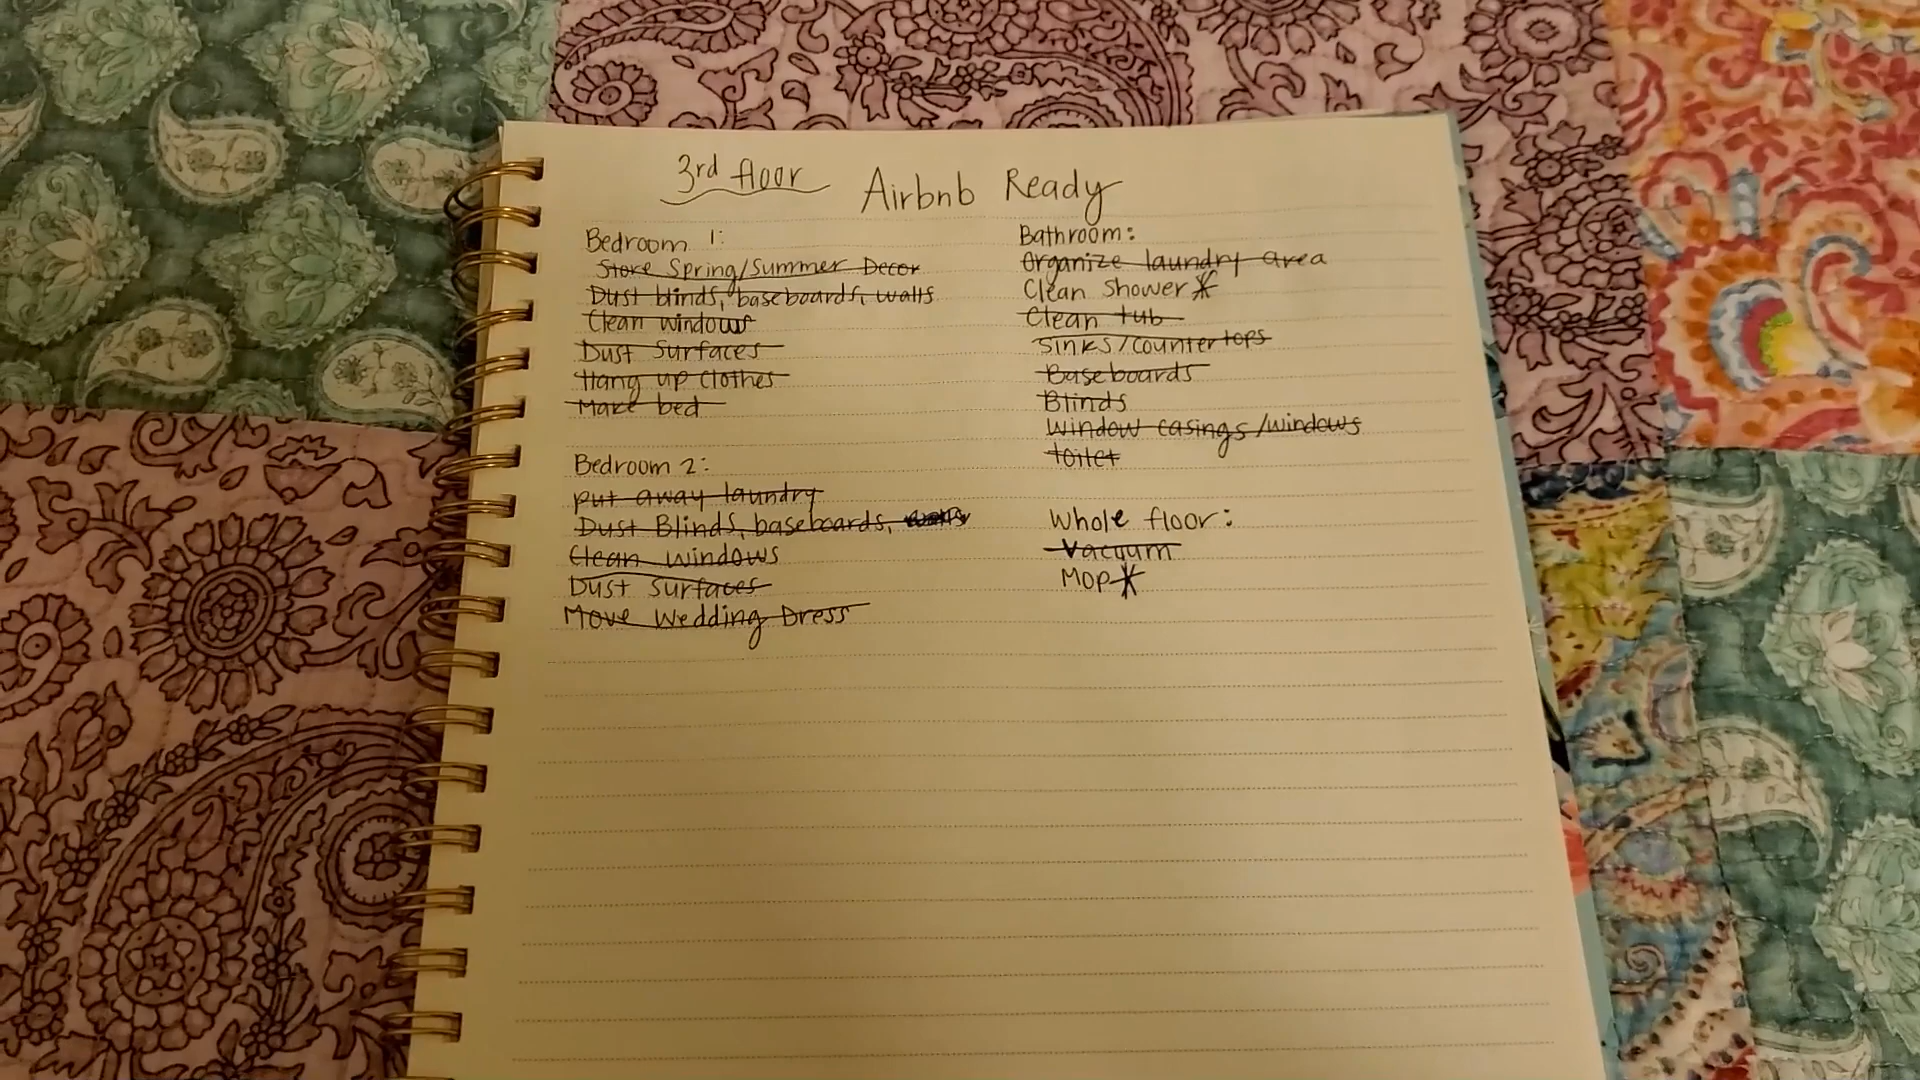 3rd floor
Airbnb Ready
Bedroom 1:
Store Spring/Summer Decor
Dust blinds, baseboards, walls
Clean windows
Dust Surfaces
Hang up clothes
Make bed
Bedroom 2:
put away laundry
Dust Blinds, baseboards,
Clean windows
Dust surfaces
Move Wedding Dress
Bathroom:
Organize laundry area
Clean Shower*
Clean tub
Sinks/countertops
Baseboards
Blinds
Window casings/windows
toilet
Whole floor:
Vacuum
Mop*